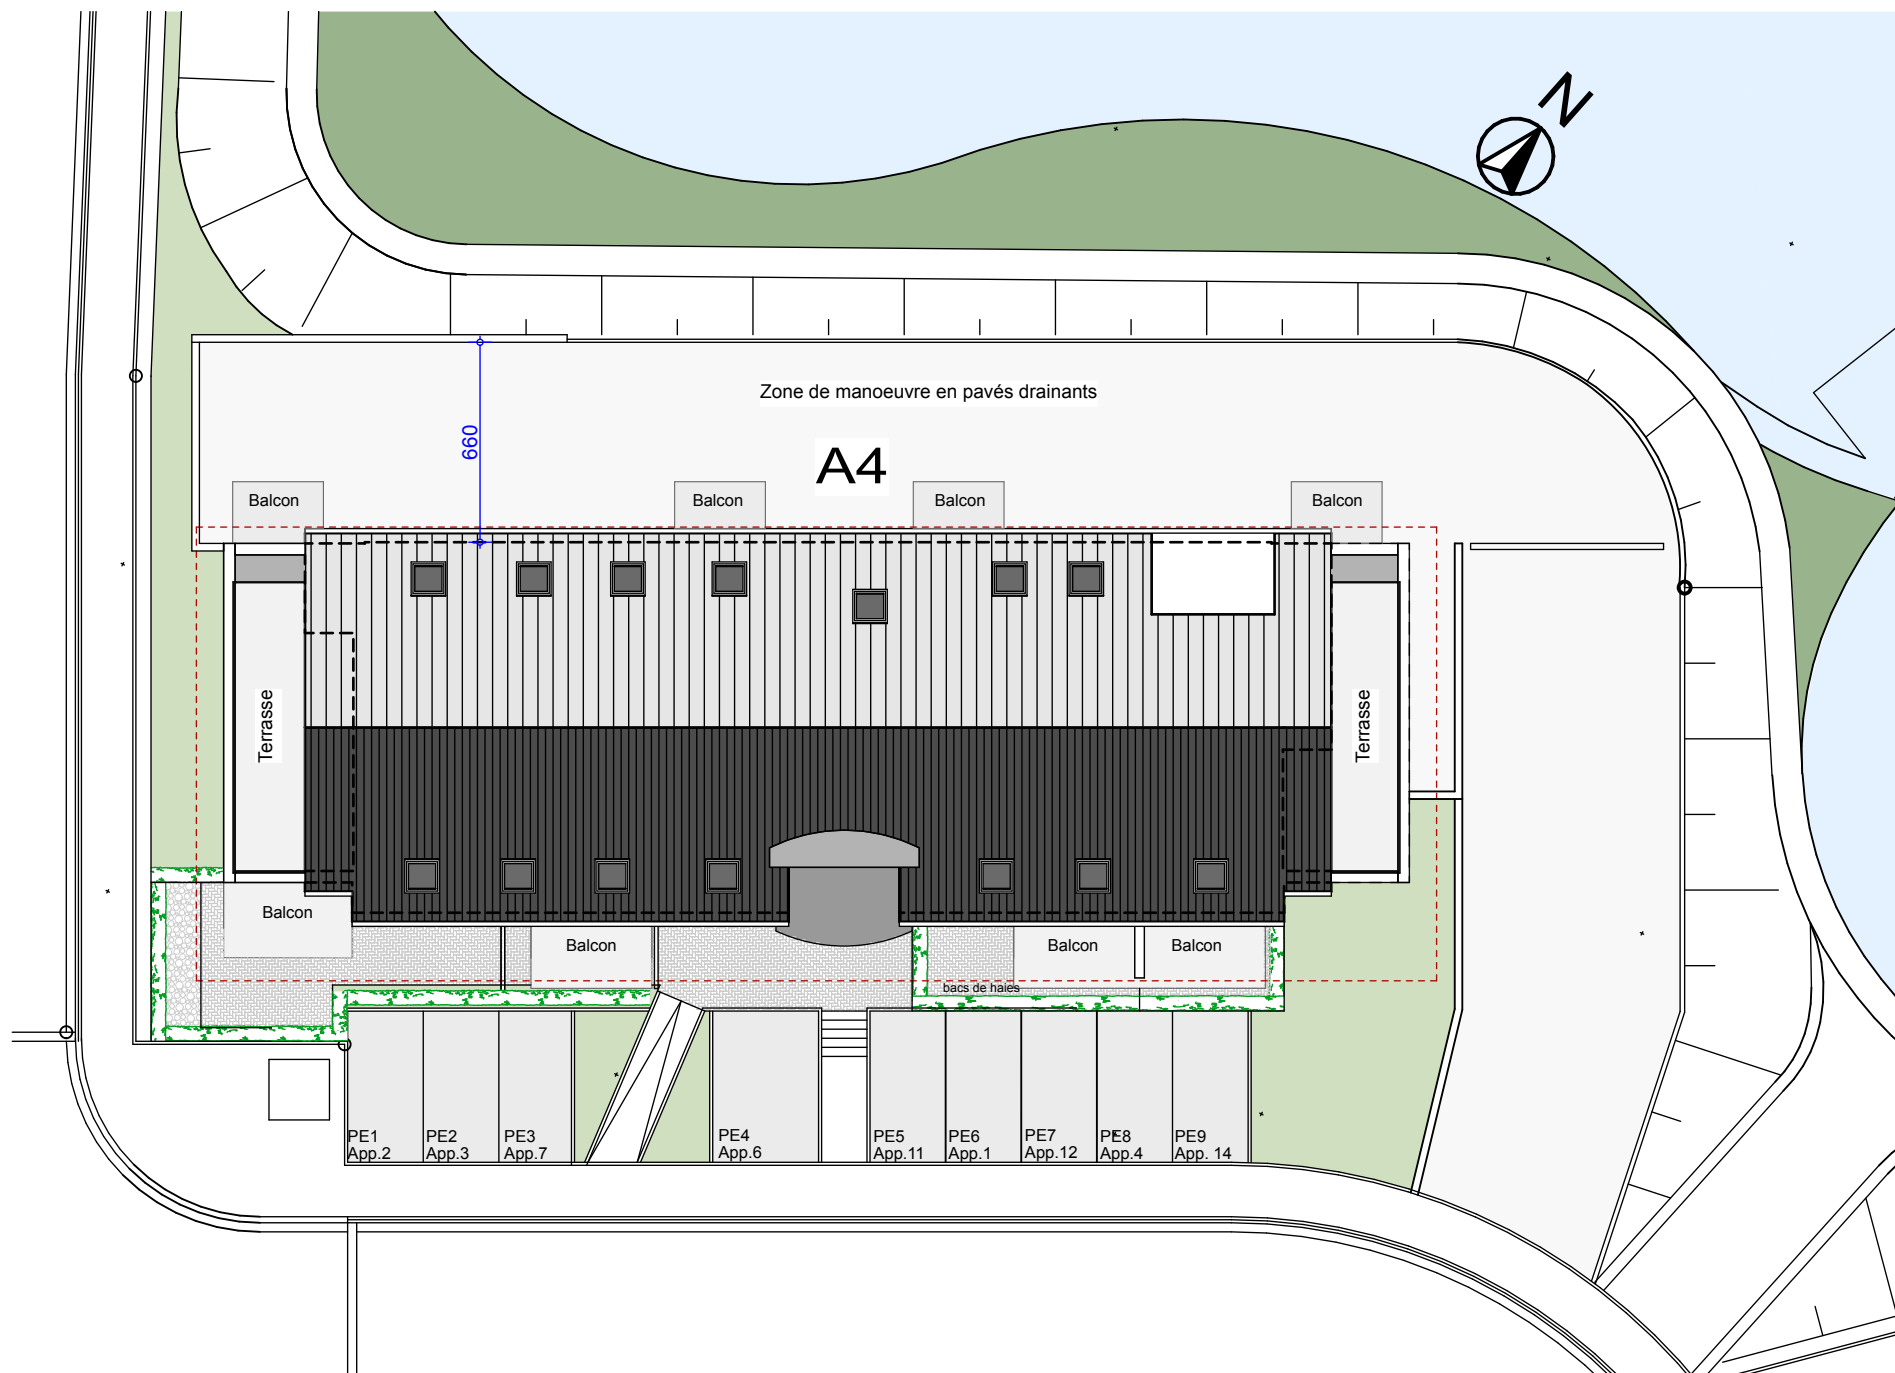 N
Zone de manoeuvre en pavés drainants
660
A4
Balcon
Balcon
Balcon
Balcon
Terrasse
Terrasse
Balcon
Balcon
Balcon
Balcon
bacs de haies
PE1
App.2
PE2
App.3
PE3
App.7
PE4
App.6
PE5
App.11
PE6
App.1
PE7
App.12
PE8
App.4
PE9
App. 14